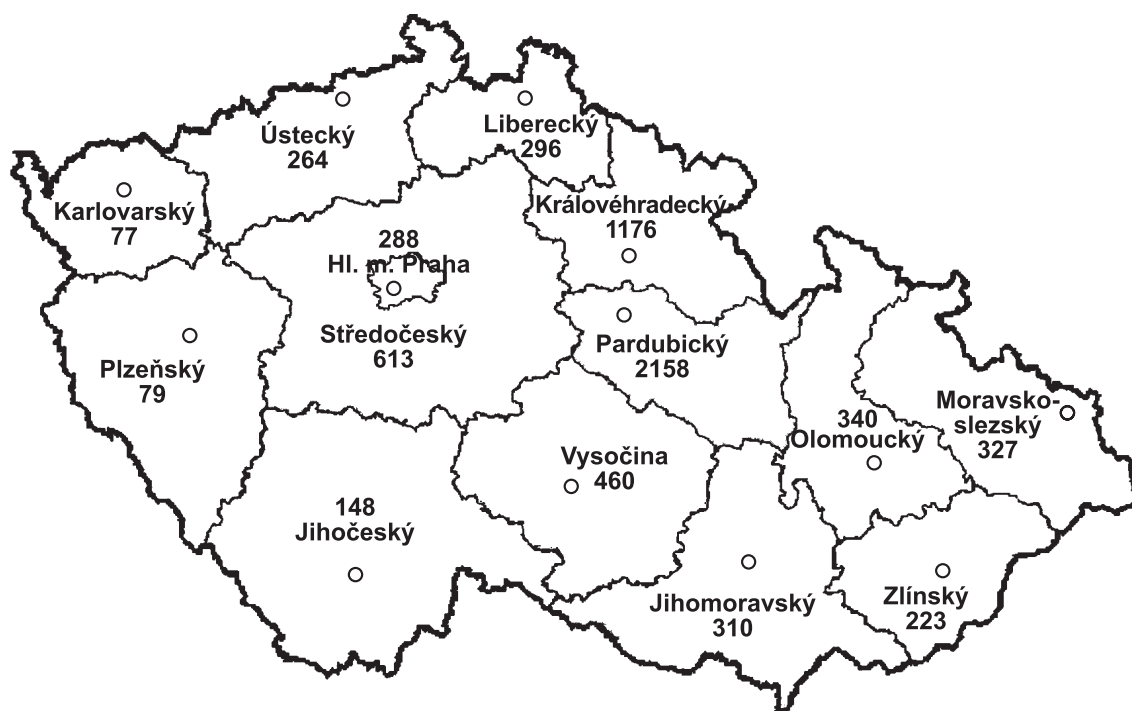 Ústecký
264
Liberecký
296
Karlovarský
77
Královéhradecký
1176
288
Hl. m. Praha
Středočeský
613
Plzeňský
79
Pardubický
2158
Moravsko-
slezský
327
340
Olomoucký
Vysočina
460
148
Jihočeský
Jihomoravský
310
Zlínský
223